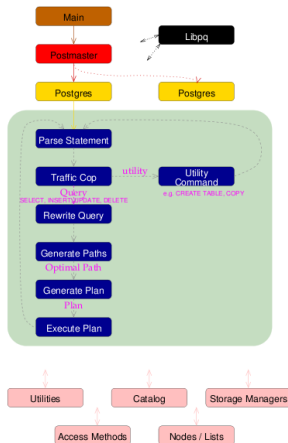 Main
Libpq
Postmaster
Postgres
Postgres
Parse Statement
utility
Traffic Cop
Utility
Command
Query
SELECT, INSERT, UPDATE, DELETE
e.g. CREATE TABLE, COPY
Rewrite Query
Generate Paths
Optimal Path
Generate Plan
Plan
Execute Plan
Utilities
Catalog
Storage Managers
Access Methods
Nodes / Lists